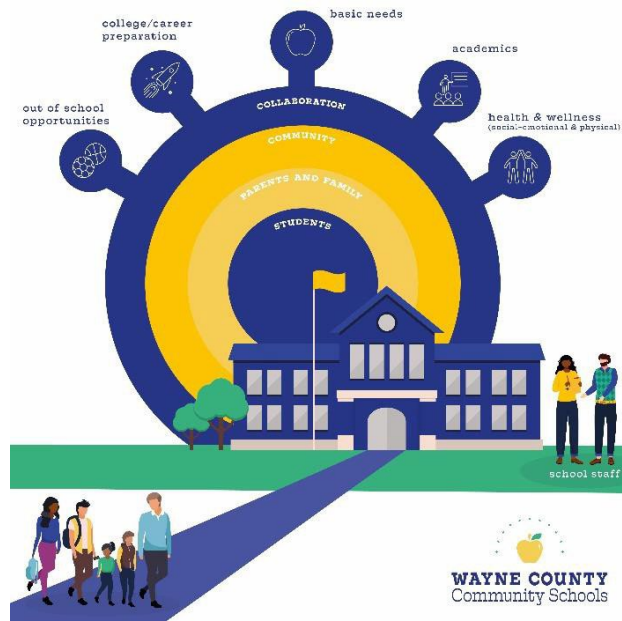 college/career
preparation
basic needs
academics
out of school
opportunities
health & wellness
(social-emotional & physical)
COLLABORATION
COMMUNITY
PARENTS AND FAMILY
STUDENTS
school staff
WAYNE COUNTY
Community Schools